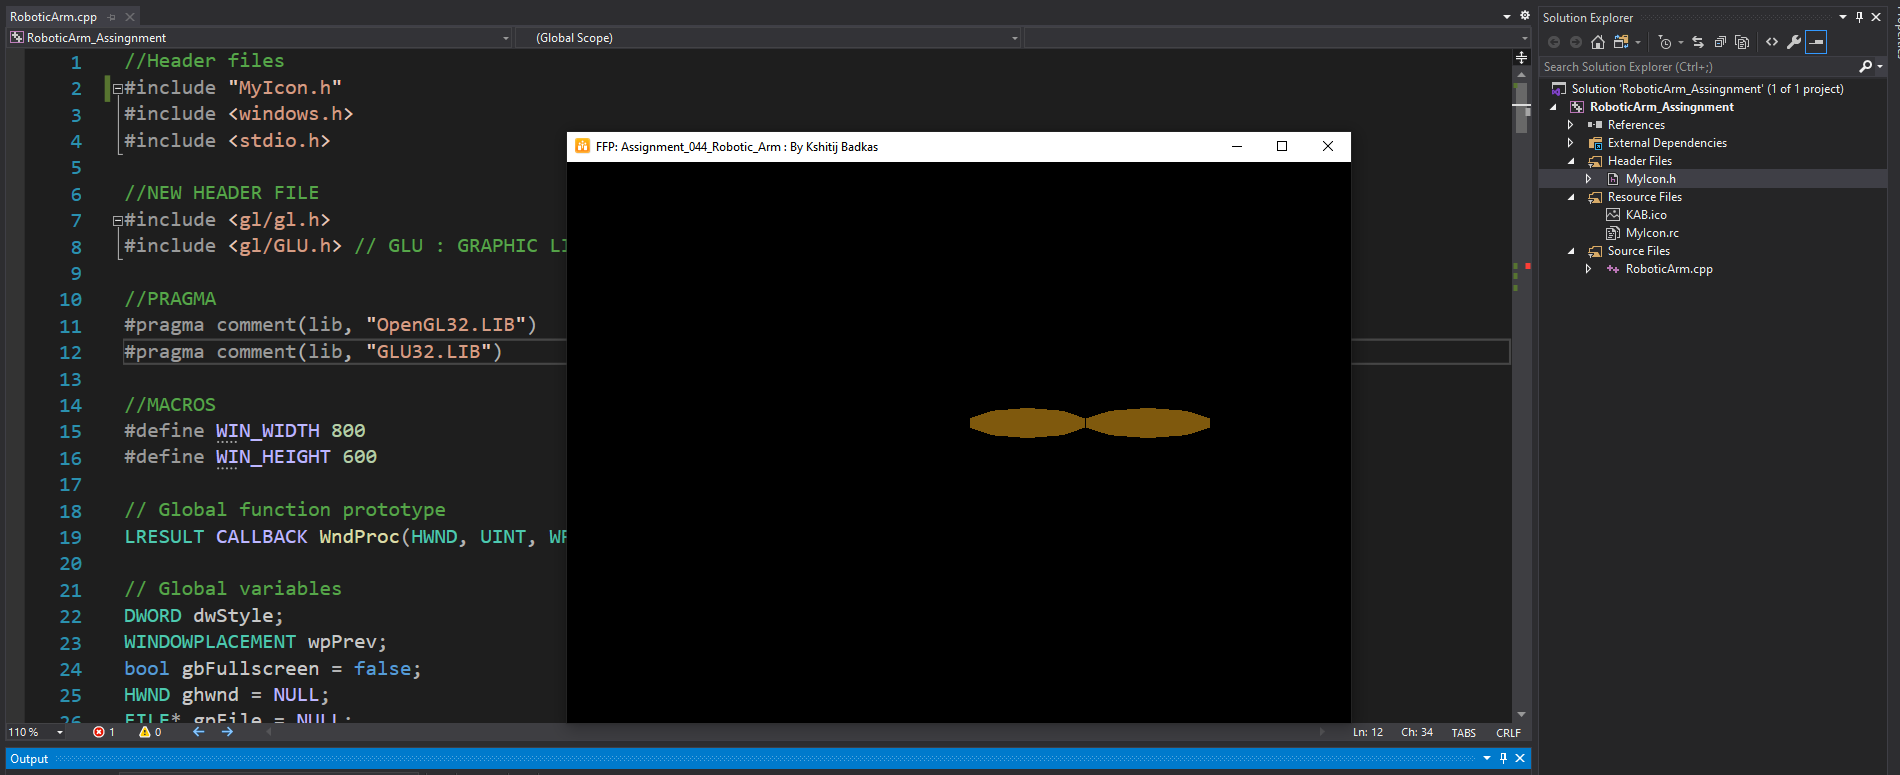 RoboticArm.cpp
RoboticArm_Assingnment
(Global Scope)
1 //Header files
2 #include "MyIcon.h"
3 #include <windows.h>
4 #include <stdio.h>
5
6 //NEW HEADER FILE
7 #include <gl/gl.h>
8 #include <gl/GLU.h> // GLU : GRAPHIC LI
9
10 //PRAGMA
11 #pragma comment(lib, "OpenGL32.LIB")
12 #pragma comment(lib, "GLU32.LIB")
13
14 //MACROS
15 #define WIN_WIDTH 800
16 #define WIN_HEIGHT 600
17
18 // Global function prototype
19 LRESULT CALLBACK WndProc(HWND, UINT, WP
20
21 // Global variables
22 DWORD dwStyle;
23 WINDOWPLACEMENT wpPrev;
24 bool gbFullscreen = false;
25 HWND ghwnd = NULL;
26 FILE* gpFile = NULL;
FFP: Assignment_044_Robotic_Arm : By Kshitij Badkas
110 %
1
0
Ln: 12
Ch: 34
TABS
CRLF
Output
Solution Explorer
Search Solution Explorer (Ctrl+;)
Solution 'RoboticArm_Assingnment' (1 of 1 project)
RoboticArm_Assingnment
References
External Dependencies
Header Files
MyIcon.h
Resource Files
KAB.ico
MyIcon.rc
Source Files
RoboticArm.cpp